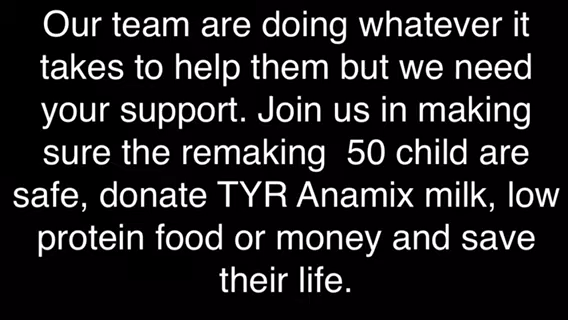 Our team are doing whatever it
takes to help them but we need
your support. Join us in making
sure the remaking  50 child are
safe, donate TYR Anamix milk, low
protein food or money and save
their life.